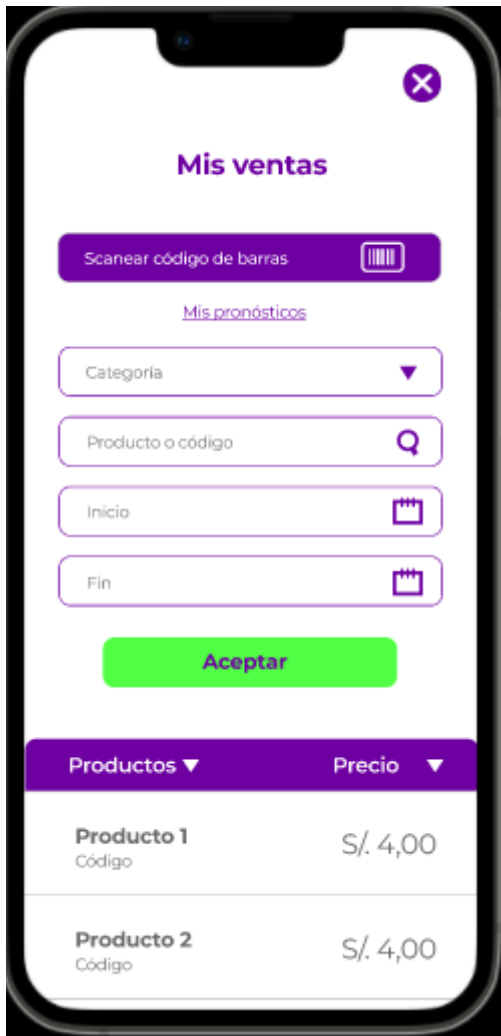 Mis ventas
Scanear código de barras
Mis pronósticos
Categoría
Producto o código
Inicio
Fin
Aceptar
Productos Precio
Producto 1 S/. 4,00
Código
Producto 2 S/. 4,00
Código